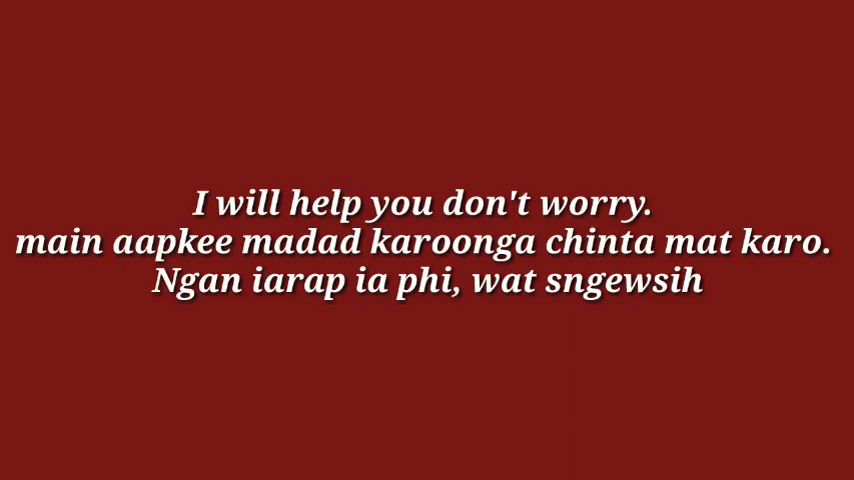 I will help you don't worry.
main aapkee madad karoonga chinta mat karo.
Ngan iarap ia phi, wat sngewsih